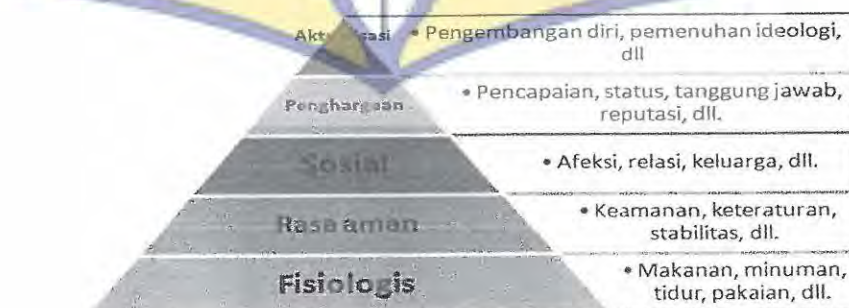 Aktualisasi
• Pengembangan diri, pemenuhan ideologi,
dll
Penghargaan
• Pencapaian, status, tanggung jawab,
reputasi, dll.
Sosial
• Afeksi, relasi, keluarga, dll.
Rasa aman
• Keamanan, keteraturan,
stabilitas, dll.
Fisiologis
• Makanan, minuman,
tidur, pakaian, dll.